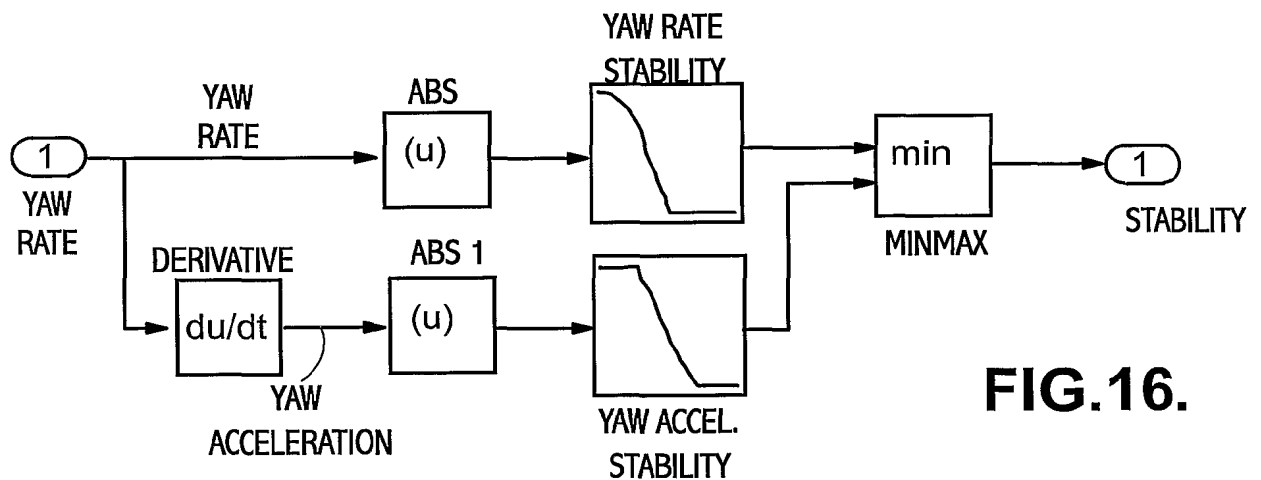 YAW RATE
STABILITY
YAW
RATE
ABS
1
(u)
min
1
YAW
RATE
STABILITY
MINMAX
DERIVATIVE
ABS 1
du/dt
(u)
YAW
ACCELERATION
YAW ACCEL.
STABILITY
FIG.16.